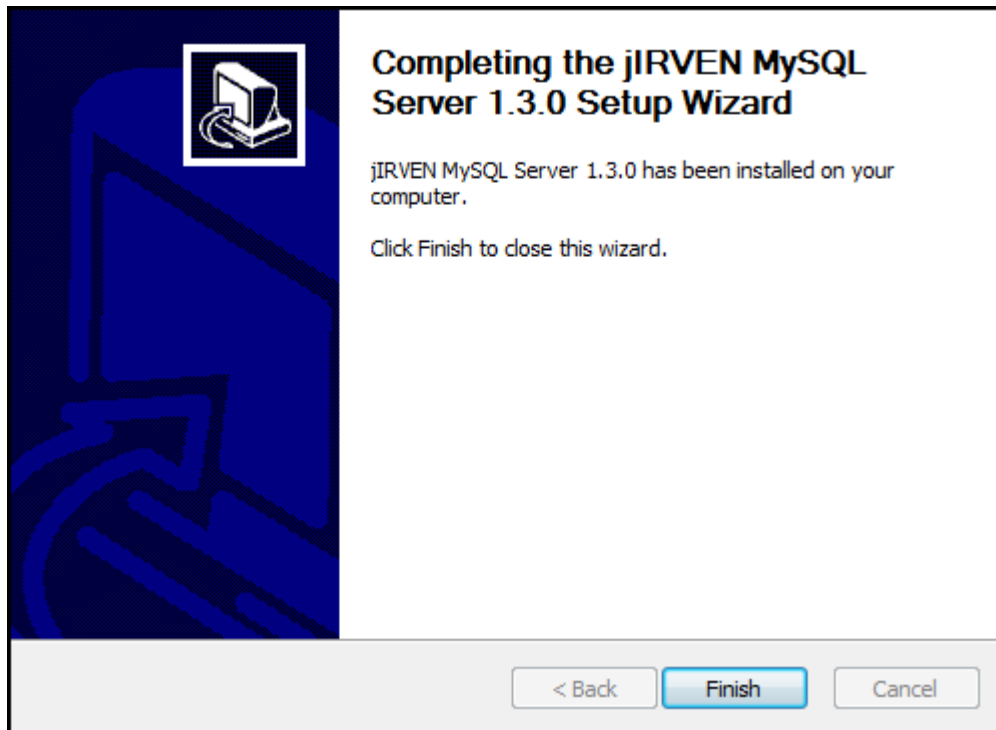 Completing the jIRVEN MySQL
Server 1.3.0 Setup Wizard
jIRVEN MySQL Server 1.3.0 has been installed on your
computer.
Click Finish to close this wizard.
< Back Finish Cancel